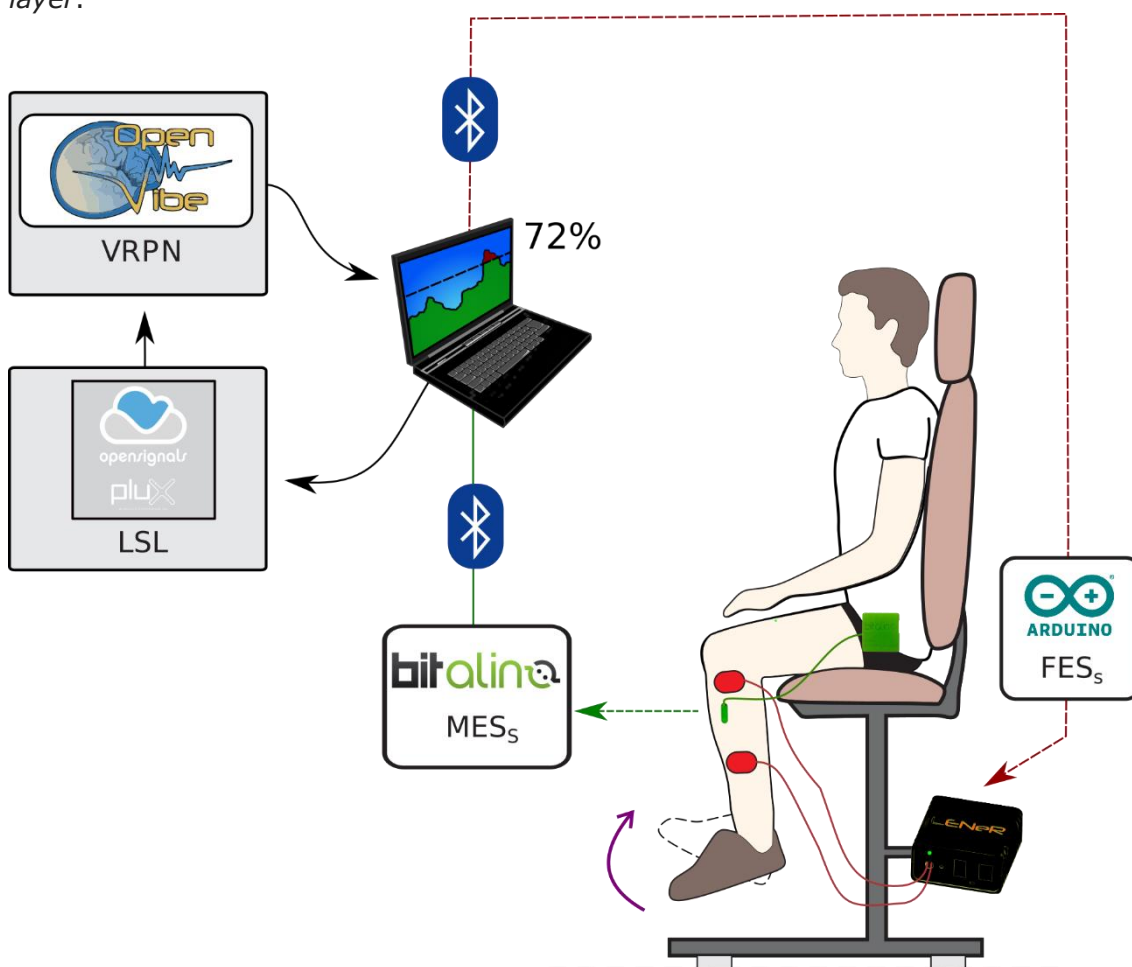 layer.
Open
Vibe
VRPN
72%
opensignals
plux
LSL
bitalino
MESs
ARDUINO
FESs
LENeR